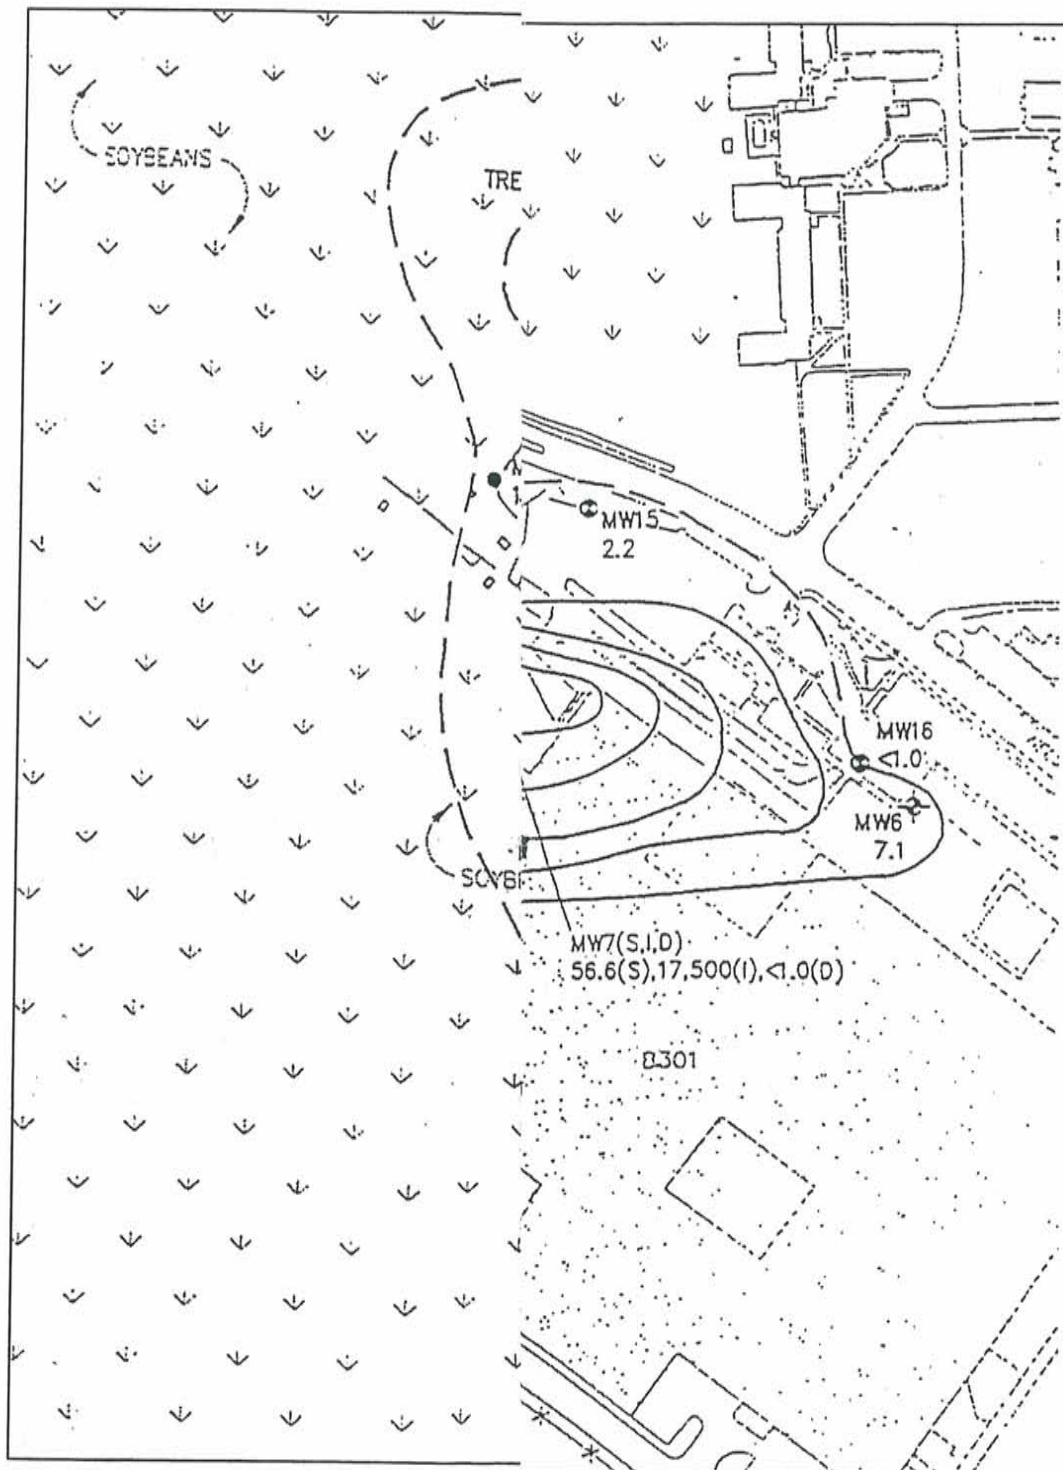 SOYBEANS
TRE
MW15
2.2
MW16
<1.0
MW6
7.1
SOYBE
MW7(S,I,D)
56.6(S),17,500(I),<1.0(D)
B301